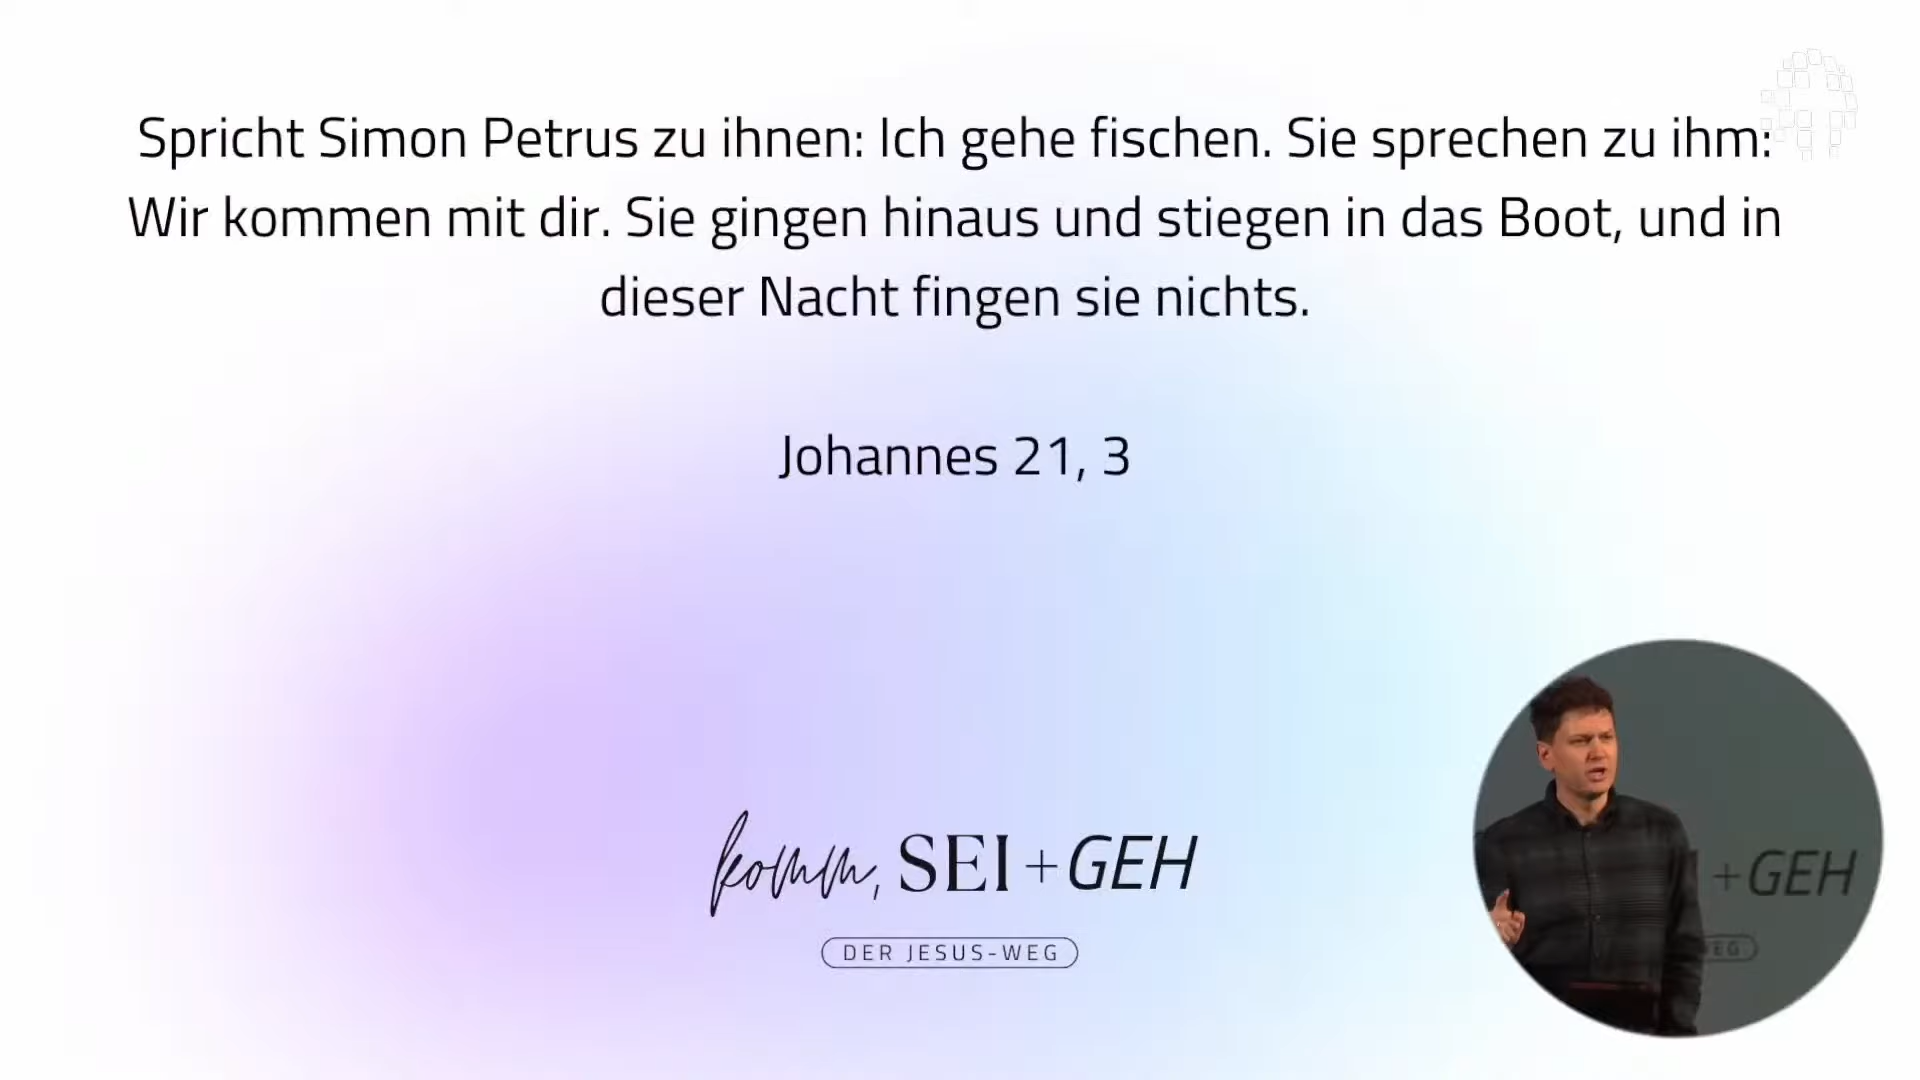 Spricht Simon Petrus zu ihnen: Ich gehe fischen. Sie sprechen zu ihm:
Wir kommen mit dir. Sie gingen hinaus und stiegen in das Boot, und in
dieser Nacht fingen sie nichts.
Johannes 21, 3
komm, SEI + GEH
DER JESUS-WEG
+ GEH
EG